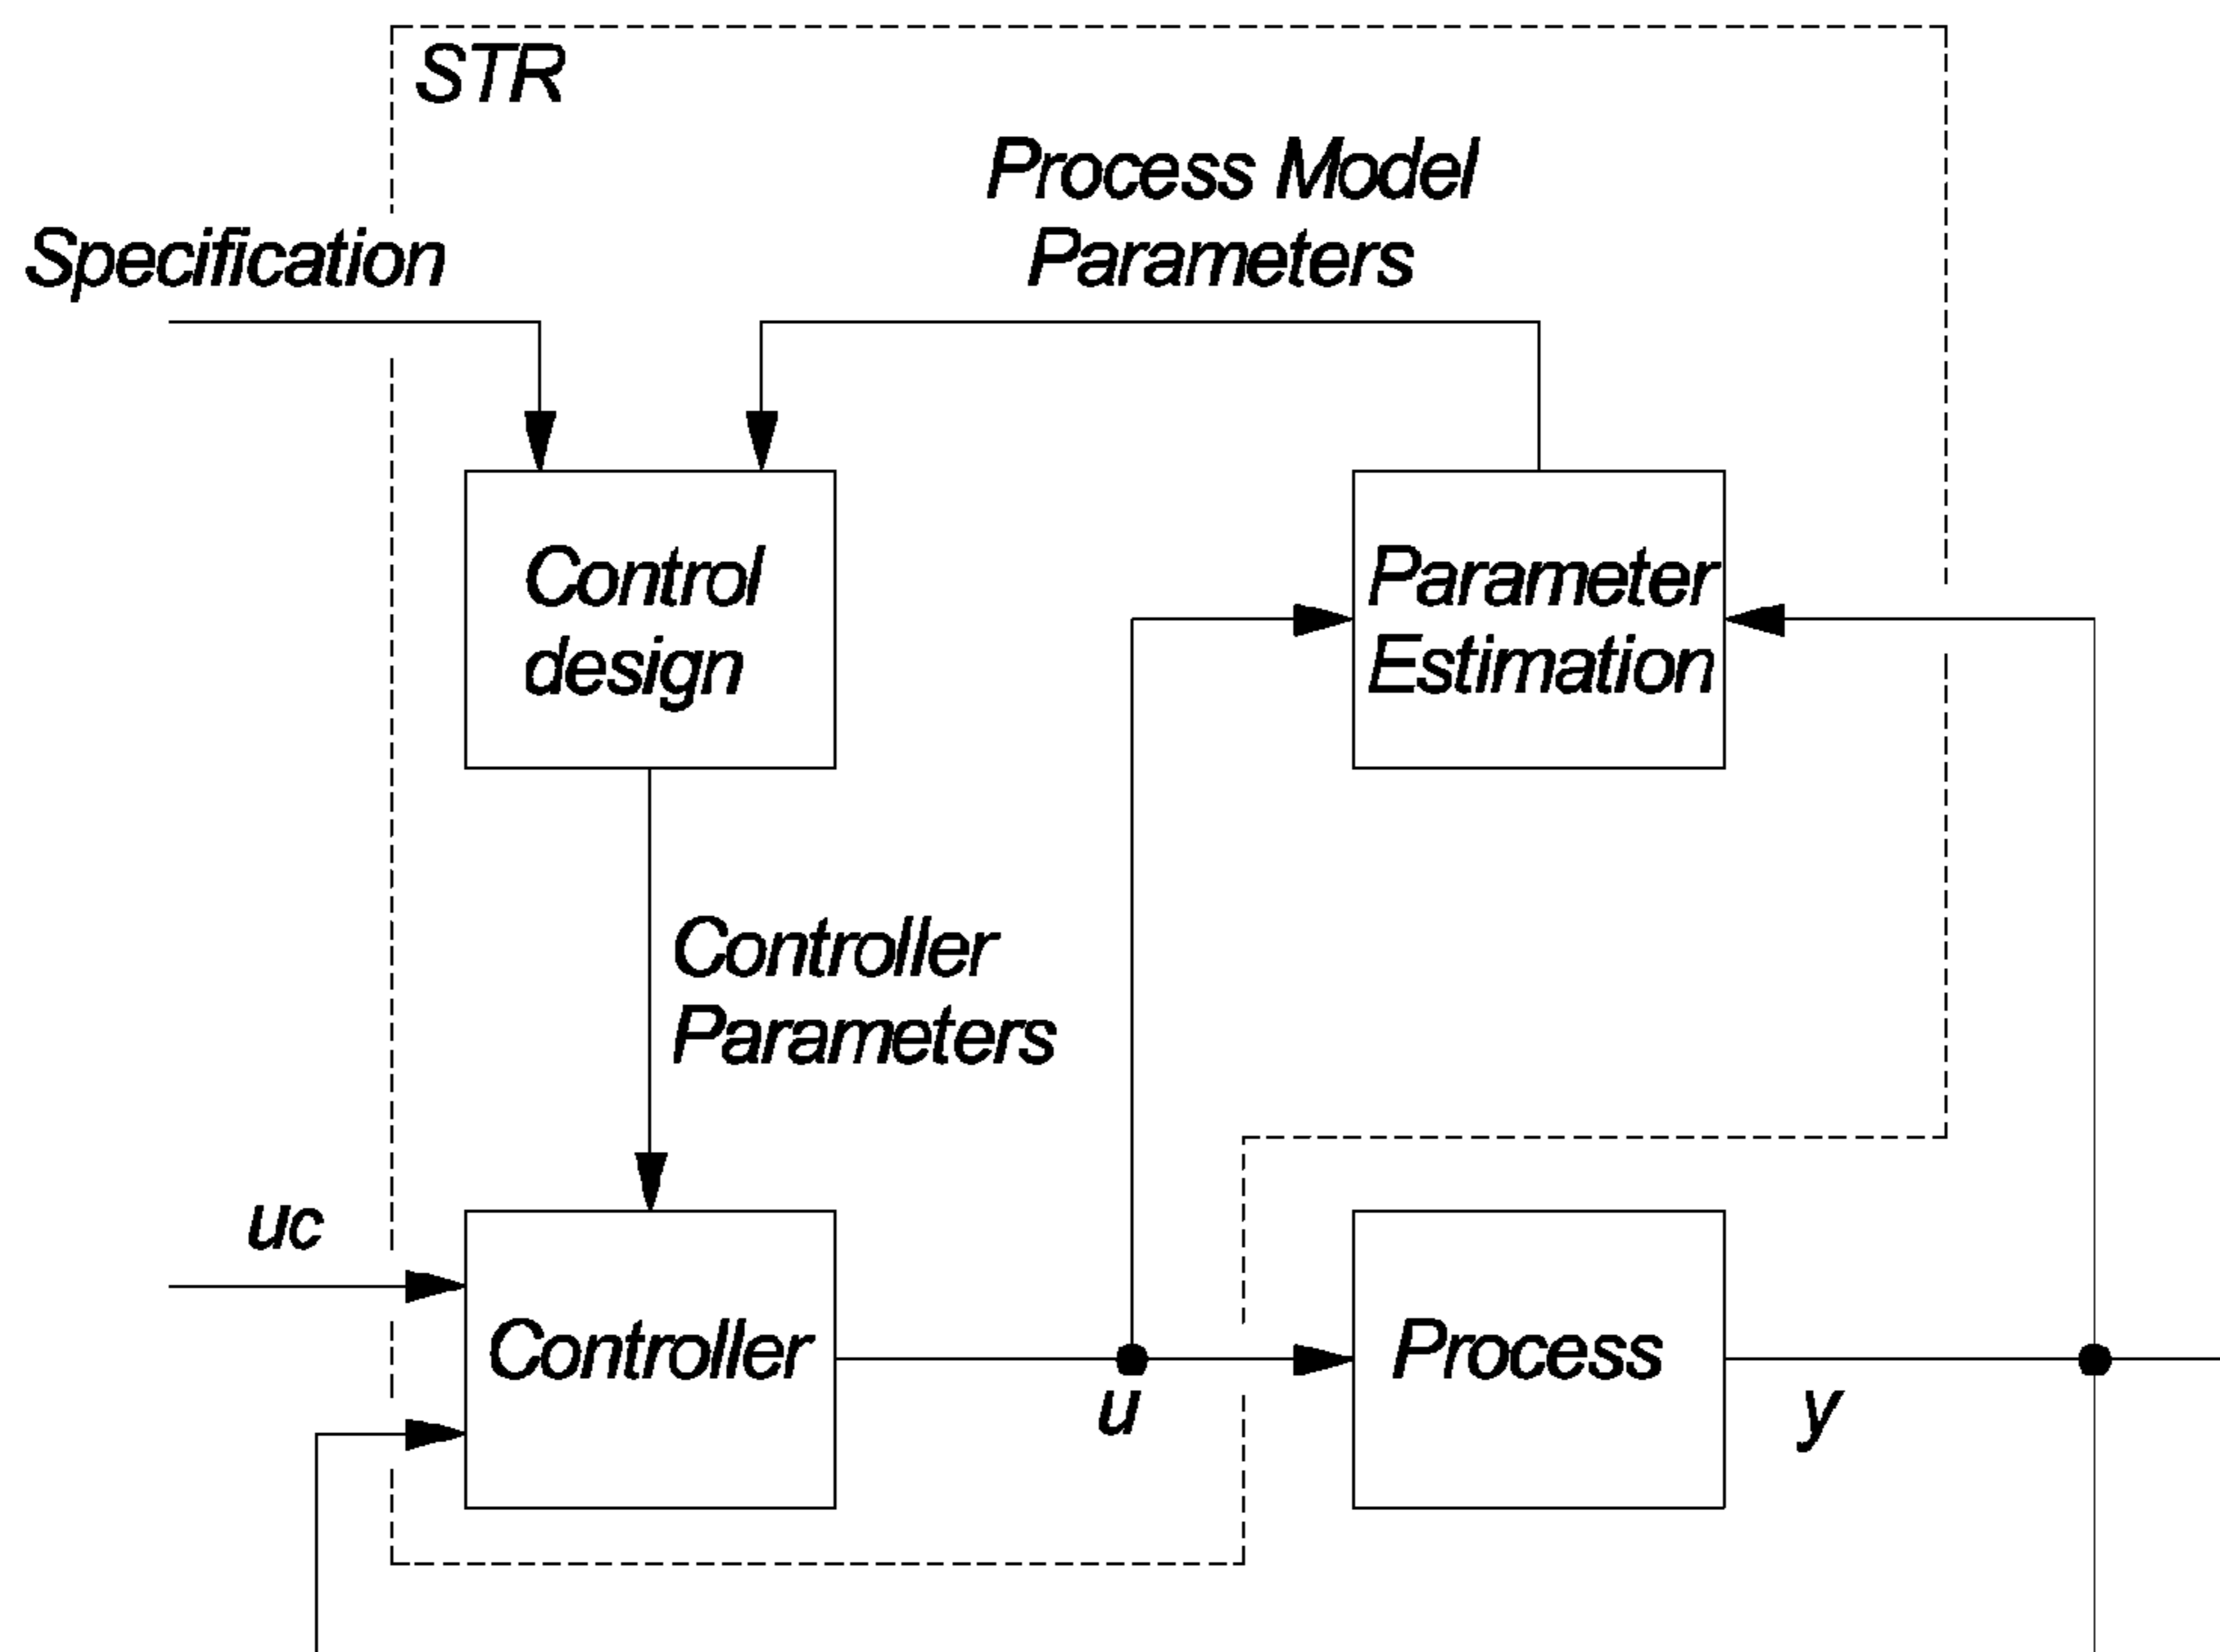 STR
Process Model
Parameters
Specification
Control
design
Parameter
Estimation
Controller
Parameters
uc
Controller
Process
u
y